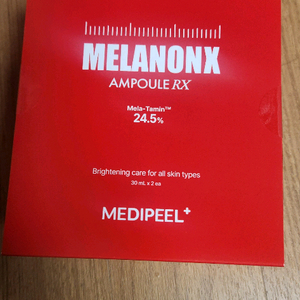 MELANONX
AMPOULE RX
Mela-Tamin™
24.5%
Brightening care for all skin types
30 mL x 2 ea
MEDIPEEL+